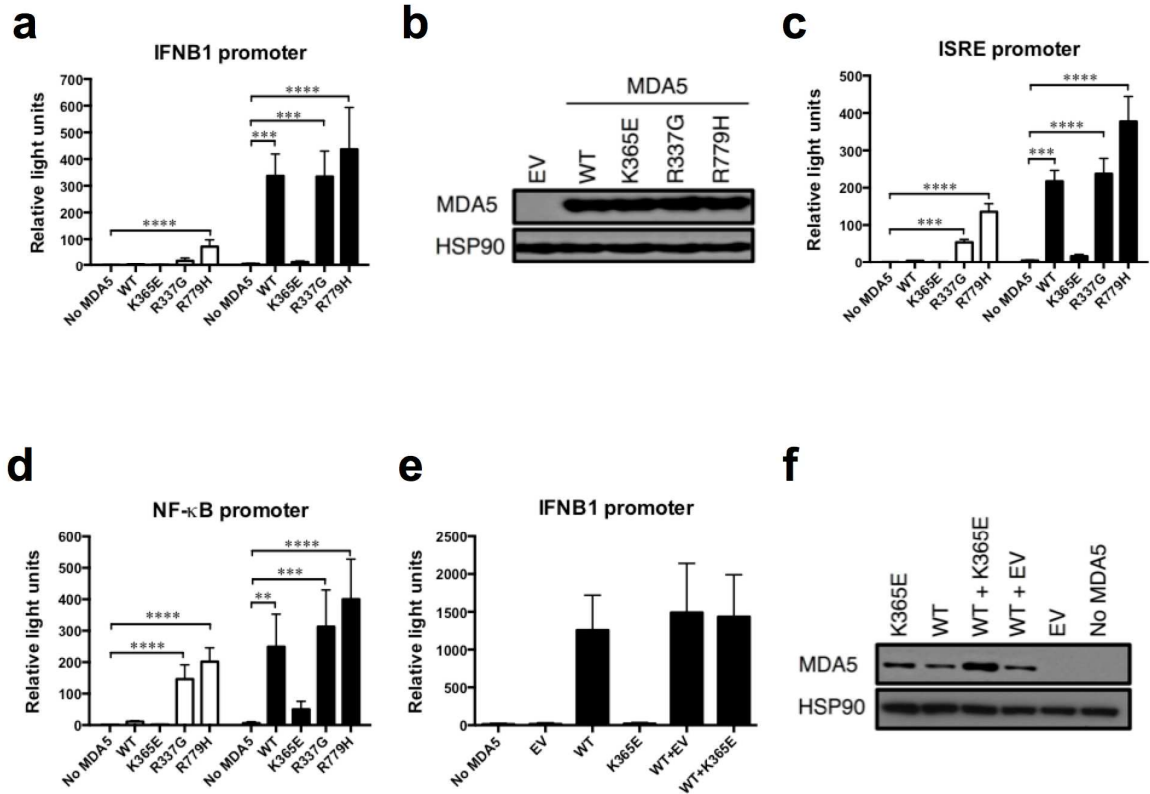 a
IFNB1 promoter
Relative light units
700
600
500
400
300
200
100
0
****
***
***
****
No MDA5
WT
K365E
R337G
R779H
No MDA5
WT
K365E
R337G
R779H
b
MDA5
EV
WT
K365E
R337G
R779H
MDA5
HSP90
c
ISRE promoter
Relative light units
500
400
300
200
100
0
****
****
***
****
***
No MDA5
WT
K365E
R337G
R779H
No MDA5
WT
K365E
R337G
R779H
d
NF-κB promoter
Relative light units
600
500
400
300
200
100
0
****
***
**
****
****
No MDA5
WT
K365E
R337G
R779H
No MDA5
WT
K365E
R337G
R779H
e
IFNB1 promoter
Relative light units
2500
2000
1500
1000
500
0
No MDA5
EV
WT
K365E
WT+EV
WT+K365E
f
K365E
WT
WT + K365E
WT + EV
EV
No MDA5
MDA5
HSP90